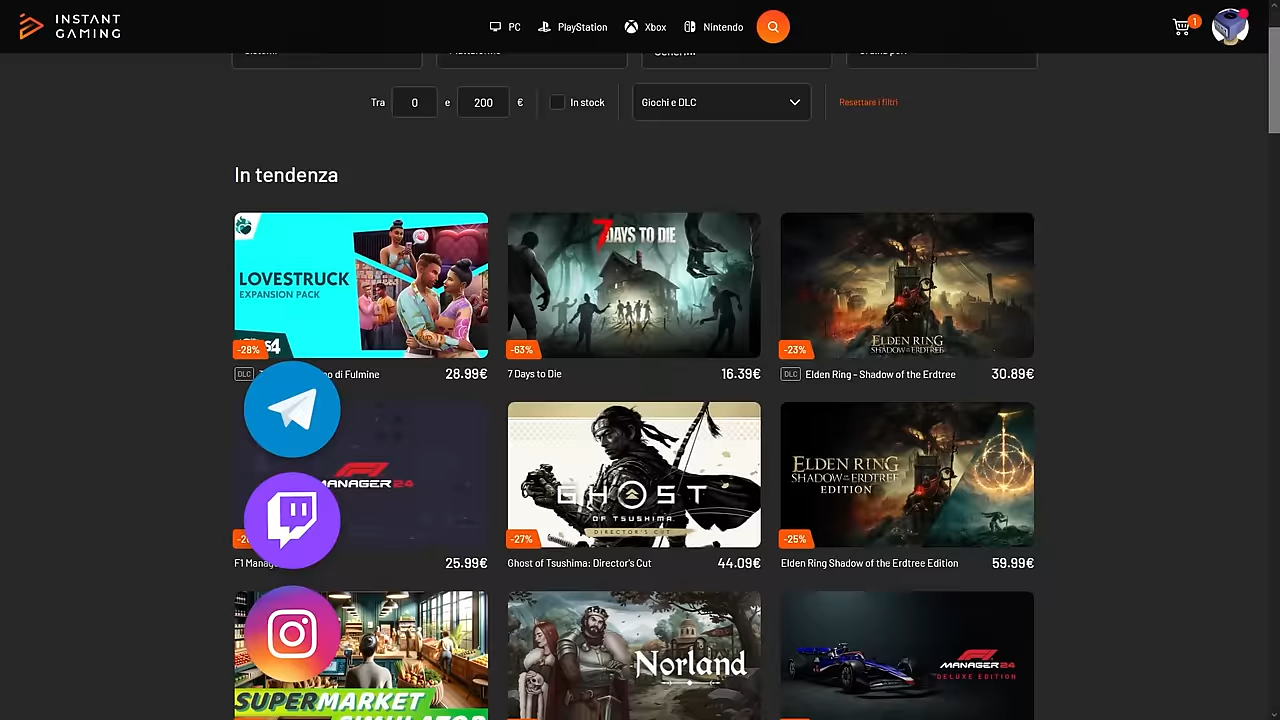 INSTANT
GAMING
PC
PlayStation
Xbox
Nintendo
1
Tra
0
e
200
€
In stock
Giochi e DLC
Resettare i filtri
In tendenza
LOVESTRUCK
EXPANSION PACK
-28%
7 DAYS TO DIE
-63%
ELDEN RING
SHADOW OF THE ERDTREE
-23%
DLC
no di Fulmine
28.99€
7 Days to Die
16.39€
DLC
Elden Ring - Shadow of the Erdtree
30.89€
MANAGER 24
GHOST
OF TSUSHIMA
DIRECTOR'S CUT
-27%
ELDEN RING
SHADOW OF THE ERDTREE
EDITION
-25%
F1 Manag
25.99€
Ghost of Tsushima: Director's Cut
44.09€
Elden Ring Shadow of the Erdtree Edition
59.99€
SUPERMARKET
SIMULATOR
Norland
MANAGER 24
DELUXE EDITION